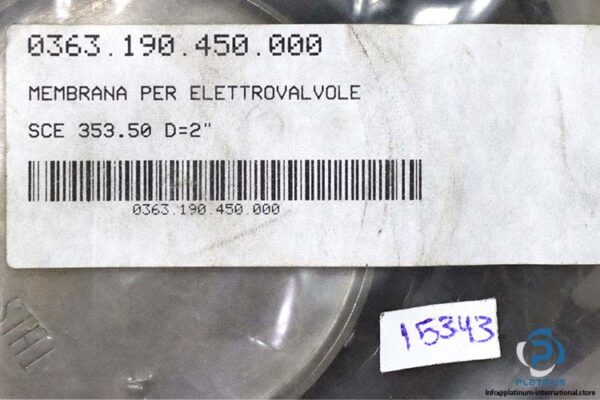 0363.190.450.000
MEMBRANA PER ELETTROVALVOLE
SCE 353.50 D=2"
0363.190.450.000
THIS
15343
PLATINUM
Info@platinum-international.store